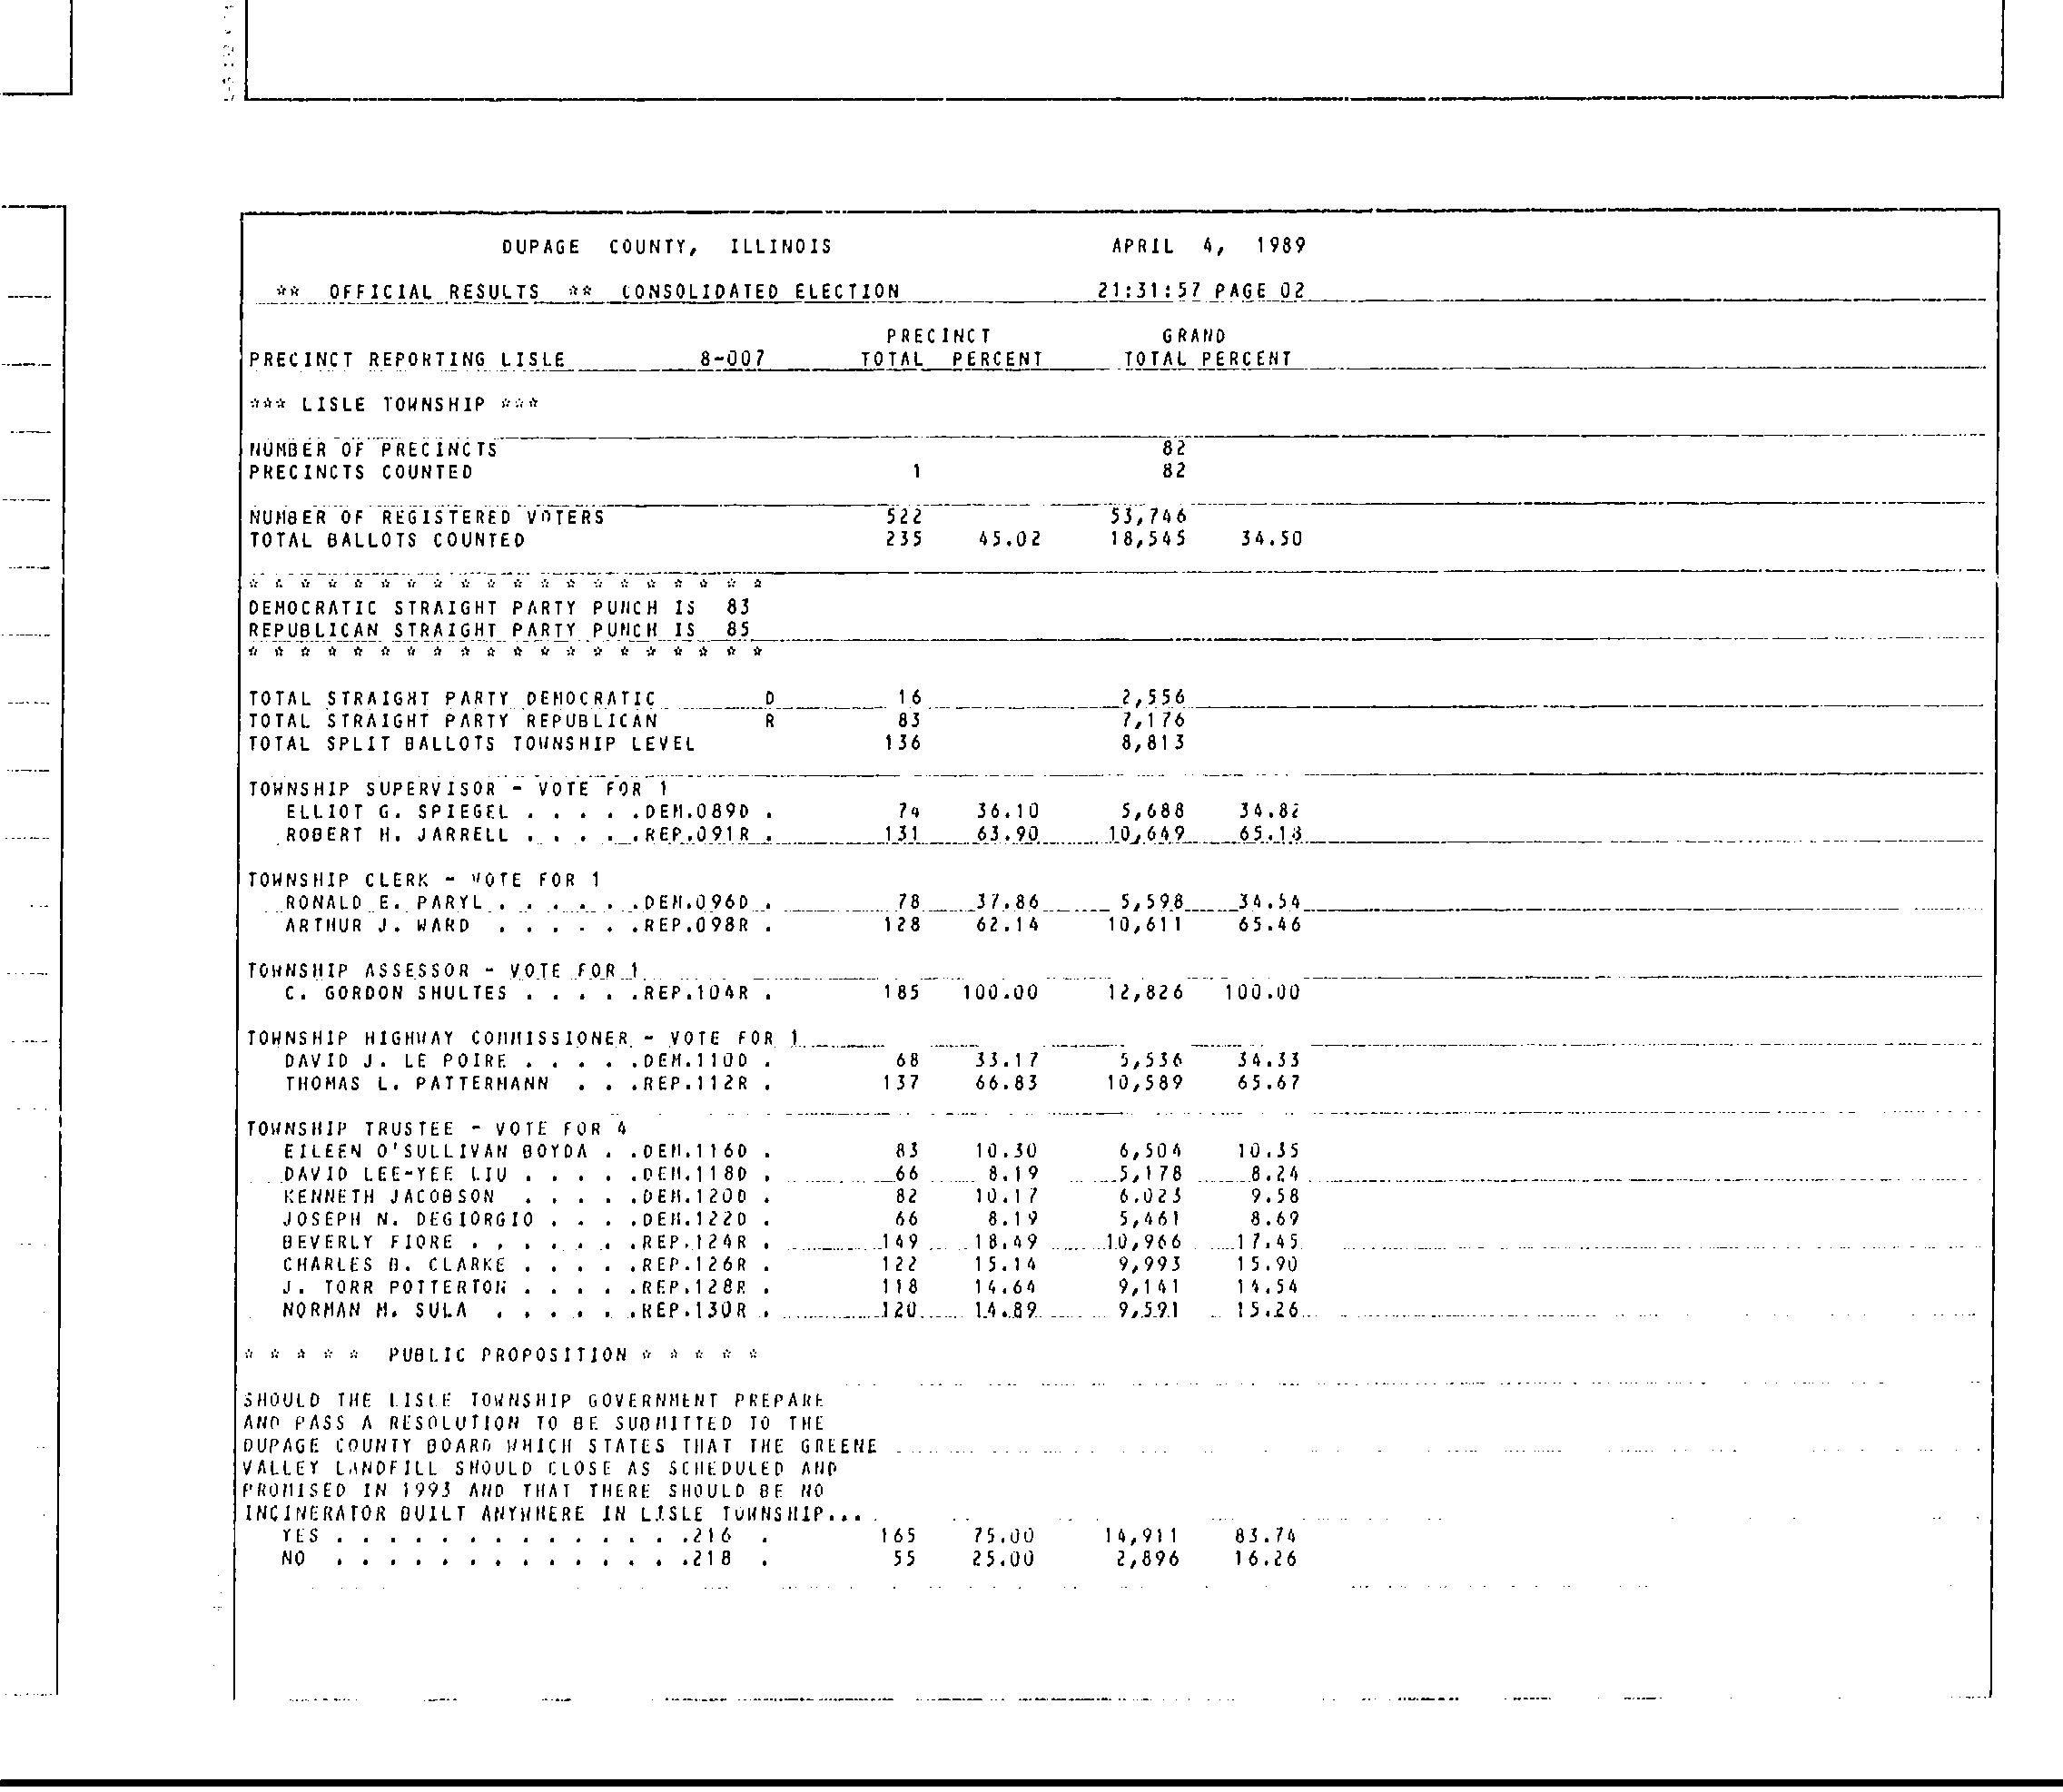 DUPAGE COUNTY, ILLINOIS APRIL 4, 1989
** OFFICIAL RESULTS ** CONSOLIDATED ELECTION 21:31:57 PAGE 02
PRECINCT GRAND
PRECINCT REPORTING LISLE 8-007 TOTAL PERCENT TOTAL PERCENT
*** LISLE TOWNSHIP ***
NUMBER OF PRECINCTS 82
PRECINCTS COUNTED 1 82
NUMBER OF REGISTERED VOTERS 522 53,746
TOTAL BALLOTS COUNTED 235 45.02 18,545 34.50
* * * * * * * * * * * * * * * * * * * *
DEMOCRATIC STRAIGHT PARTY PUNCH IS 83
REPUBLICAN STRAIGHT PARTY PUNCH IS 85
* * * * * * * * * * * * * * * * * * * *
TOTAL STRAIGHT PARTY DEMOCRATIC D 16 2,556
TOTAL STRAIGHT PARTY REPUBLICAN R 83 7,176
TOTAL SPLIT BALLOTS TOWNSHIP LEVEL 136 8,813
TOWNSHIP SUPERVISOR - VOTE FOR 1
ELLIOT G. SPIEGEL . . . . .DEM.089D . 74 36.10 5,688 34.82
ROBERT H. JARRELL . . . . .REP.091R . 131 63.90 10,649 65.18
TOWNSHIP CLERK - VOTE FOR 1
RONALD E. PARYL . . . . . .DEM.096D . 78 37.86 5,598 34.54
ARTHUR J. WARD . . . . . .REP.098R . 128 62.14 10,611 65.46
TOWNSHIP ASSESSOR - VOTE FOR 1
C. GORDON SHULTES . . . . .REP.104R . 185 100.00 12,826 100.00
TOWNSHIP HIGHWAY COMMISSIONER - VOTE FOR 1
DAVID J. LE POIRE . . . . .DEM.110D . 68 33.17 5,536 34.33
THOMAS L. PATTERMANN . . .REP.112R . 137 66.83 10,589 65.67
TOWNSHIP TRUSTEE - VOTE FOR 4
EILEEN O'SULLIVAN BOYDA . .DEM.116D . 83 10.30 6,504 10.35
DAVID LEE-YEE LIU . . . . .DEM.118D . 66 8.19 5,178 8.24
KENNETH JACOBSON . . . . .DEM.120D . 82 10.17 6,023 9.58
JOSEPH N. DEGIORGIO . . . .DEM.122D . 66 8.19 5,461 8.69
BEVERLY FIORE . . . . . . .REP.124R . 149 18.49 10,966 17.45
CHARLES B. CLARKE . . . . .REP.126R . 122 15.14 9,993 15.90
J. TORR POTTERTON . . . . .REP.128R . 118 14.64 9,141 14.54
NORMAN M. SULA . . . . . .REP.130R . 120 14.89 9,591 15.26
* * * * * PUBLIC PROPOSITION * * * * *
SHOULD THE LISLE TOWNSHIP GOVERNMENT PREPARE
AND PASS A RESOLUTION TO BE SUBMITTED TO THE
DUPAGE COUNTY BOARD WHICH STATES THAT THE GREENE
VALLEY LANDFILL SHOULD CLOSE AS SCHEDULED AND
PROMISED IN 1993 AND THAT THERE SHOULD BE NO
INCINERATOR BUILT ANYWHERE IN LISLE TOWNSHIP...
YES . . . . . . . . . . . . . .216 . 165 75.00 14,911 83.74
NO . . . . . . . . . . . . . .218 . 55 25.00 2,896 16.26